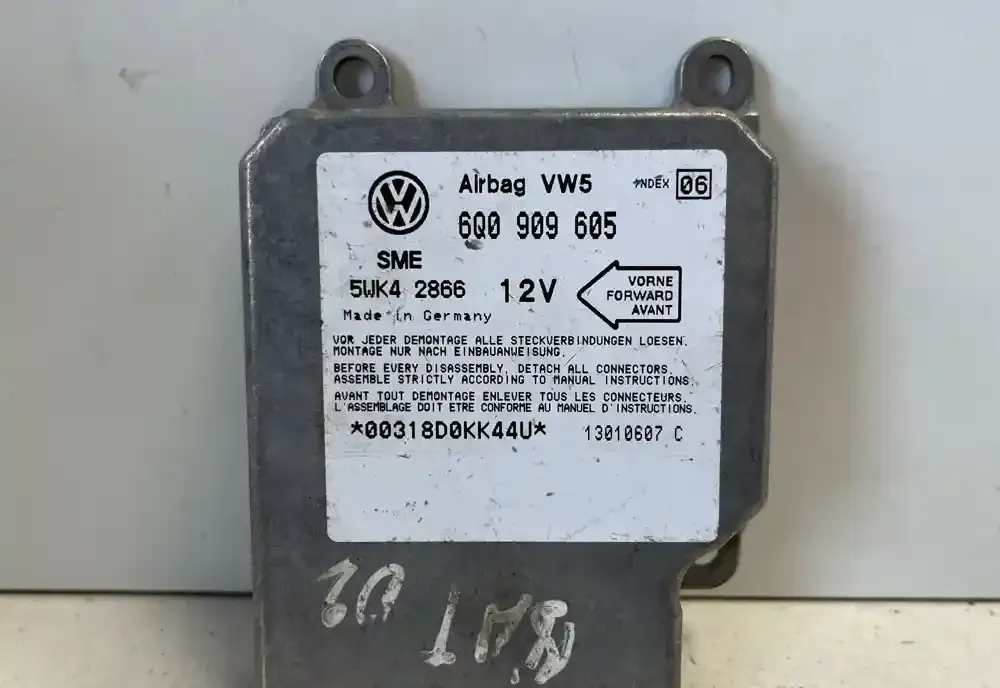 Airbag VW5 INDEX 06
6Q0 909 605
SME
5WK4 2866 12V
VORNE
FORWARD
AVANT
Made in Germany
VOR JEDER DEMONTAGE ALLE STECKVERBINDUNGEN LOESEN.
MONTAGE NUR NACH EINBAUANWEISUNG.
BEFORE EVERY DISASSEMBLY, DETACH ALL CONNECTORS.
ASSEMBLE STRICTLY ACCORDING TO MANUAL INSTRUCTIONS.
AVANT TOUT DEMONTAGE ENLEVER TOUS LES CONNECTEURS.
L'ASSEMBLAGE DOIT ETRE CONFORME AU MANUEL D'INSTRUCTIONS.
*00318D0KK44U* 13010607 C